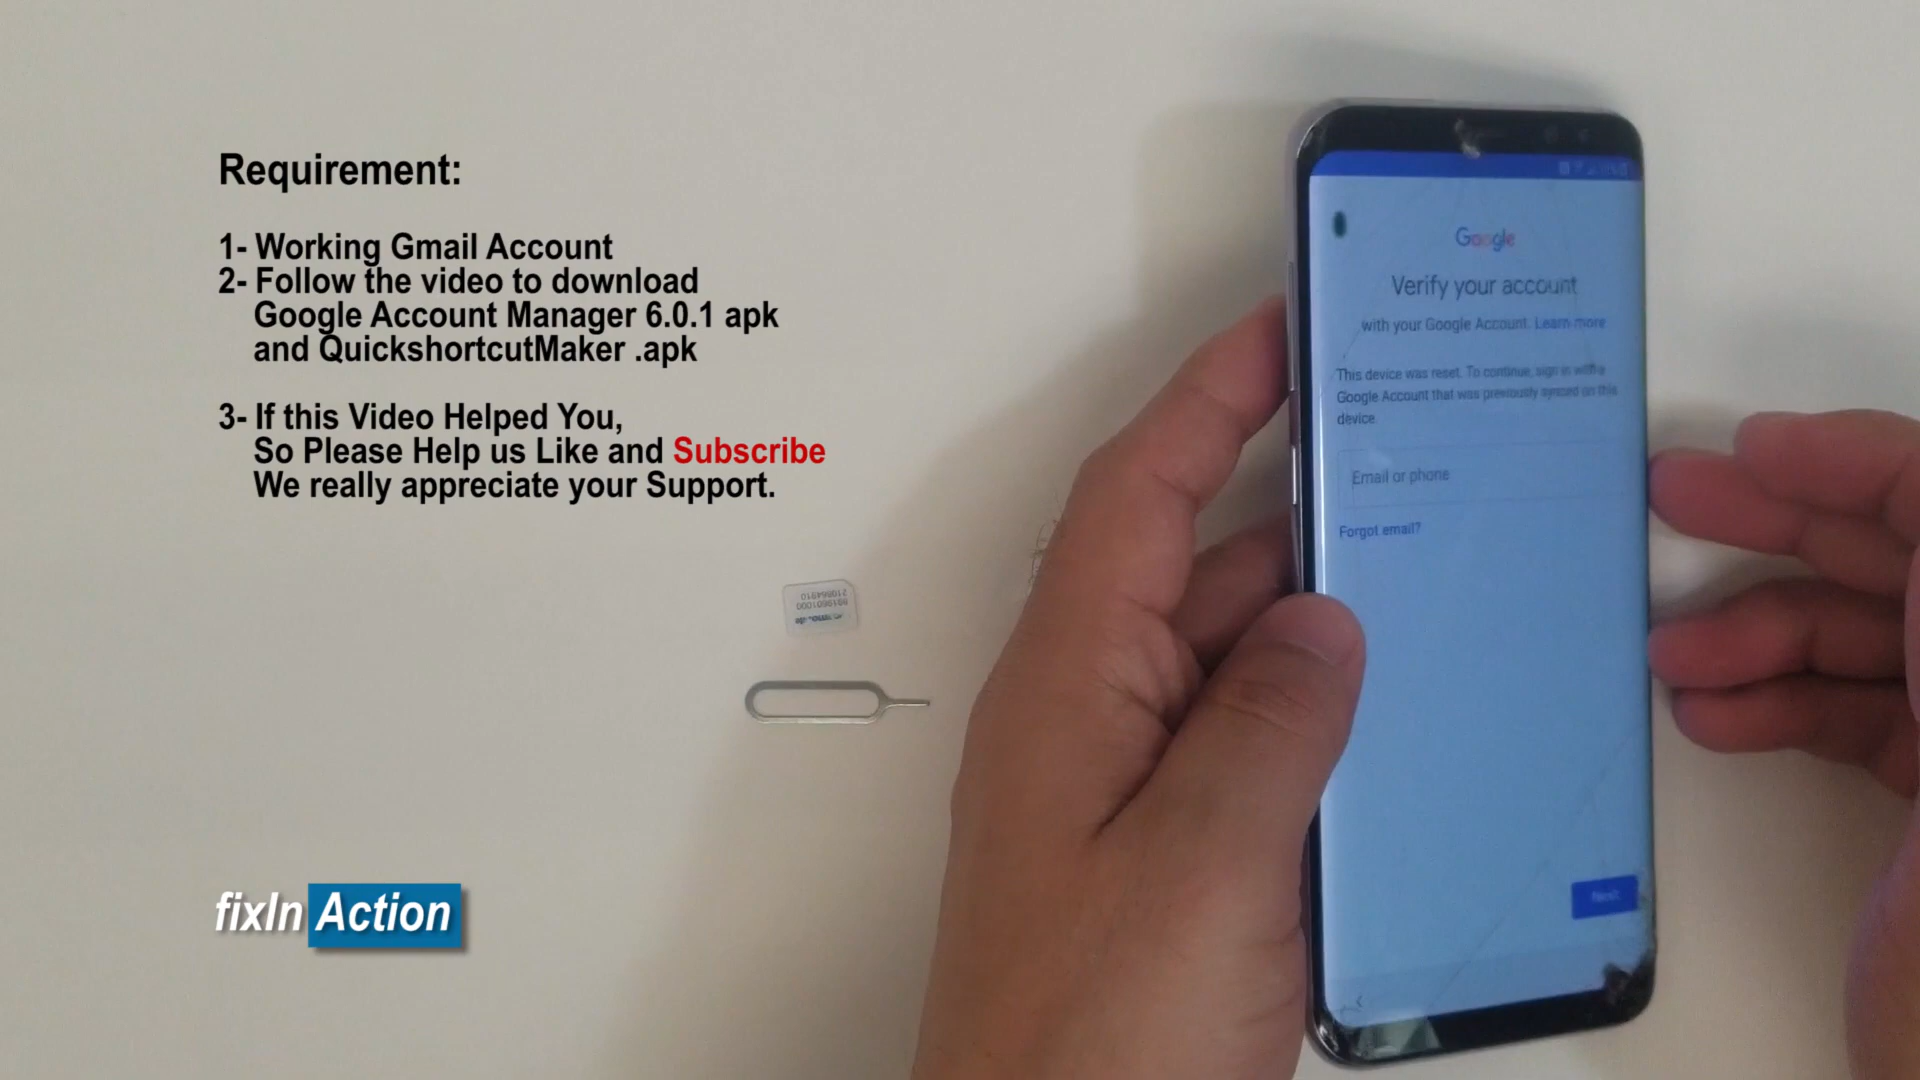 Requirement:
1- Working Gmail Account
2- Follow the video to download
Google Account Manager 6.0.1 apk
and QuickshortcutMaker .apk
3- If this Video Helped You,
So Please Help us Like and Subscribe
We really appreciate your Support.
fixIn Action
Google
Verify your account
with your Google Account. Learn more
This device was reset. To continue, sign in with a
Google Account that was previously synced on this
device.
Email or phone
Forgot email?
Next